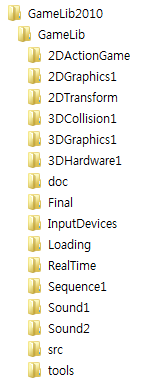 GameLib2010
GameLib
2DActionGame
2DGraphics1
2DTransform
3DCollision1
3DGraphics1
3DHardware1
doc
Final
InputDevices
Loading
RealTime
Sequence1
Sound1
Sound2
src
tools